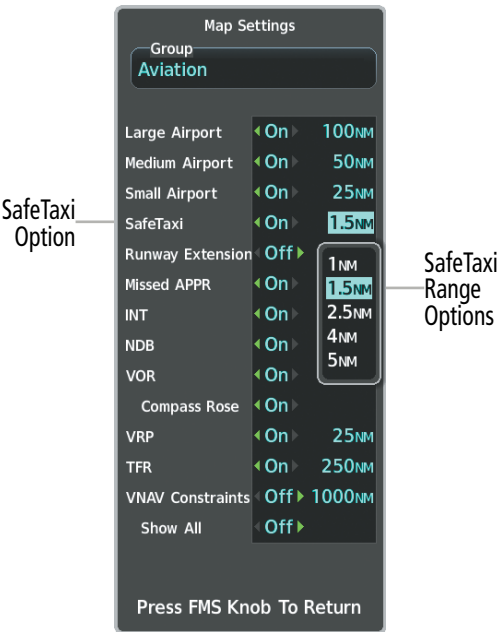 Map Settings
Group
Aviation
Large Airport On 100NM
Medium Airport On 50NM
Small Airport On 25NM
SafeTaxi On 1.5NM
Runway Extension Off
Missed APPR On
INT On
NDB On
VOR On
Compass Rose On
VRP On 25NM
TFR On 250NM
VNAV Constraints Off 1000NM
Show All Off
1NM
1.5NM
2.5NM
4NM
5NM
Press FMS Knob To Return
SafeTaxi
Option
SafeTaxi
Range
Options